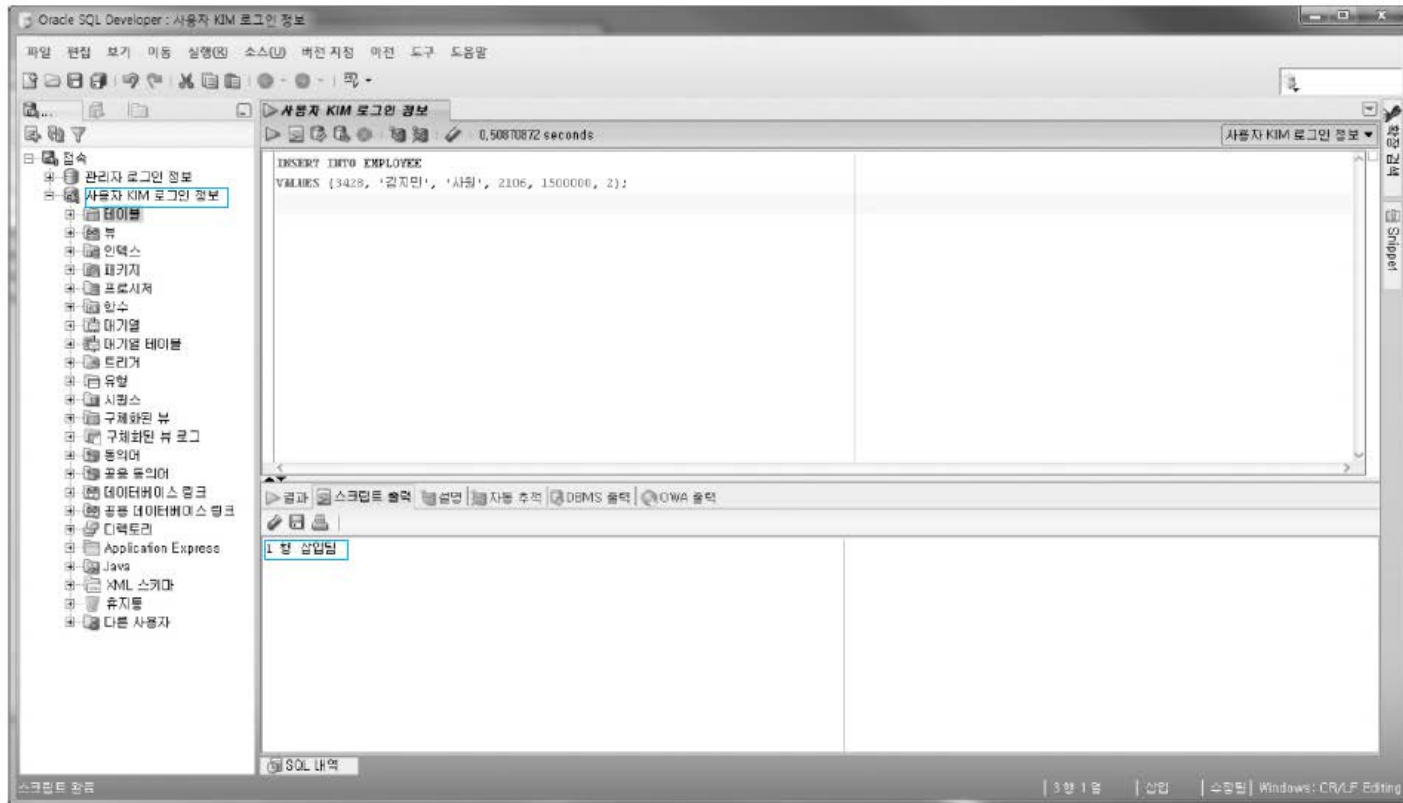 Oracle SQL Developer : 사용자 KIM 로그인 정보
파일 편집 보기 이동 실행(R) 소스(U) 버전 지정 이전 도구 도움말
사용자 KIM 로그인 정보
0,50870872 seconds
사용자 KIM 로그인 정보
확장 검색
Snippet
접속
관리자 로그인 정보
사용자 KIM 로그인 정보
테이블
뷰
인덱스
패키지
프로시저
함수
대기열
대기열 테이블
트리거
유형
시퀀스
구체화된 뷰
구체화된 뷰 로그
동의어
공용 동의어
데이터베이스 링크
공용 데이터베이스 링크
디렉토리
Application Express
Java
XML 스키마
휴지통
다른 사용자
INSERT INTO EMPLOYEE
VALUES (3428, '김지민', '사원', 2106, 1500000, 2);
결과 스크립트 출력 설명 자동 추적 DBMS 출력 OWA 출력
1 행 삽입됨
SQL 내역
스크립트 완료
3 행 1 열 삽입 수정됨 Windows: CR/LF Editing